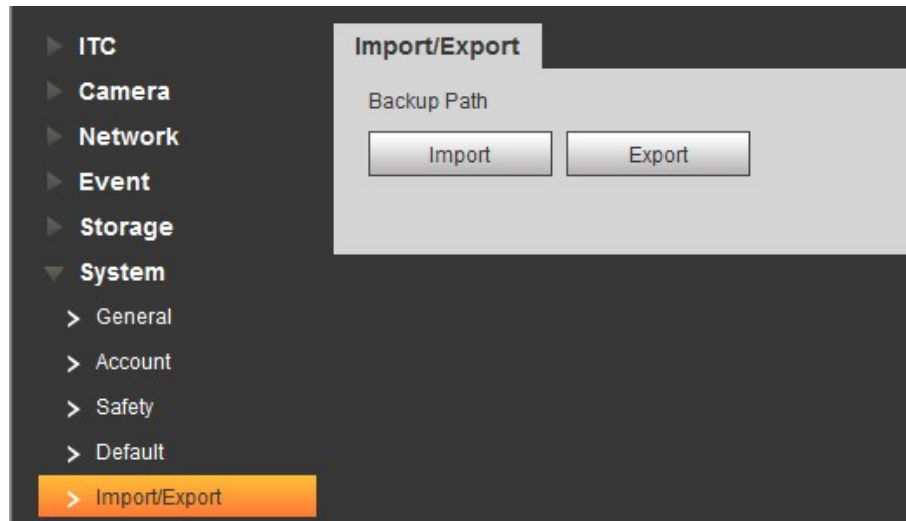 ITC
Camera
Network
Event
Storage
System
General
Account
Safety
Default
Import/Export
Import/Export
Backup Path
Import Export